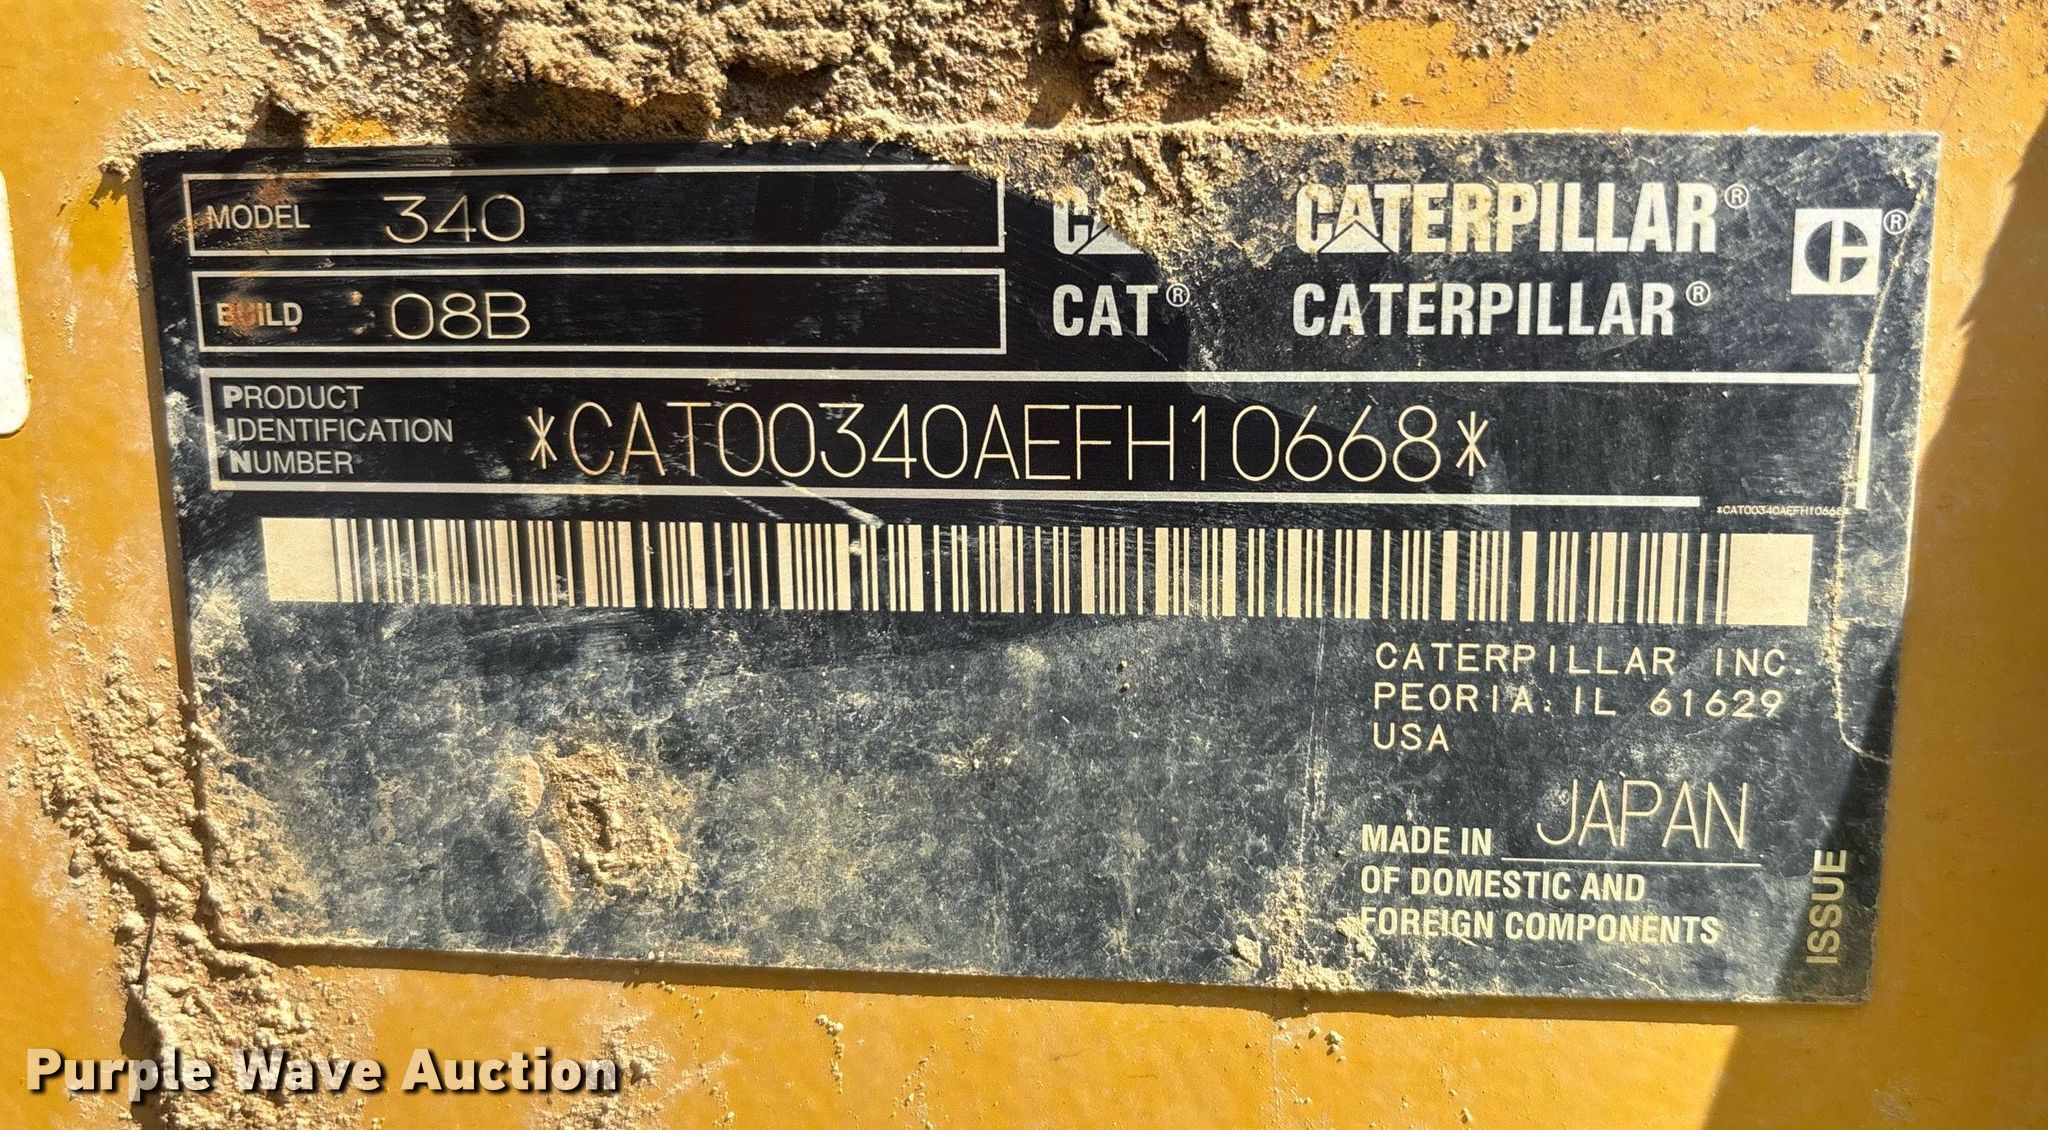 MODEL 340
CATERPILLAR®
BUILD 08B
CAT® CATERPILLAR®
PRODUCT
IDENTIFICATION
NUMBER
*CAT00340AEFH10668*
*CAT00340AEFH10668*
CATERPILLAR INC.
PEORIA, IL 61629
USA
MADE IN JAPAN
OF DOMESTIC AND
FOREIGN COMPONENTS
ISSUE
Purple Wave Auction